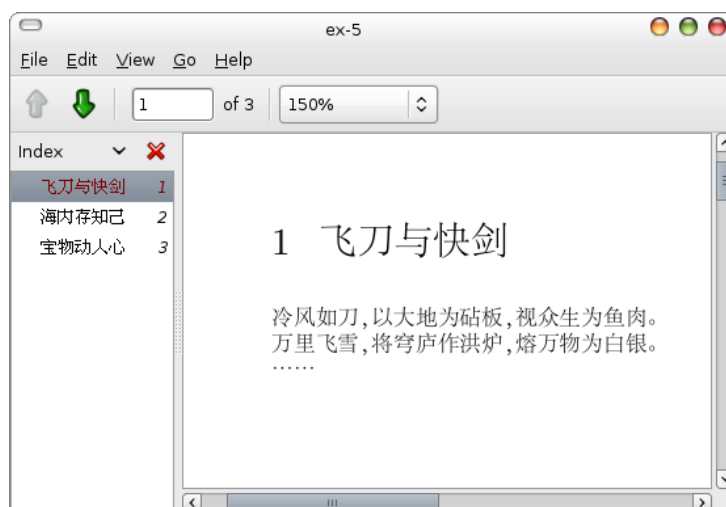 ex-5
File Edit View Go Help
1 of 3 150%
Index
飞刀与快剑 1
海内存知己 2
宝物动人心 3
1 飞刀与快剑
冷风如刀,以大地为砧板,视众生为鱼肉。
万里飞雪,将穹庐作洪炉,熔万物为白银。
……